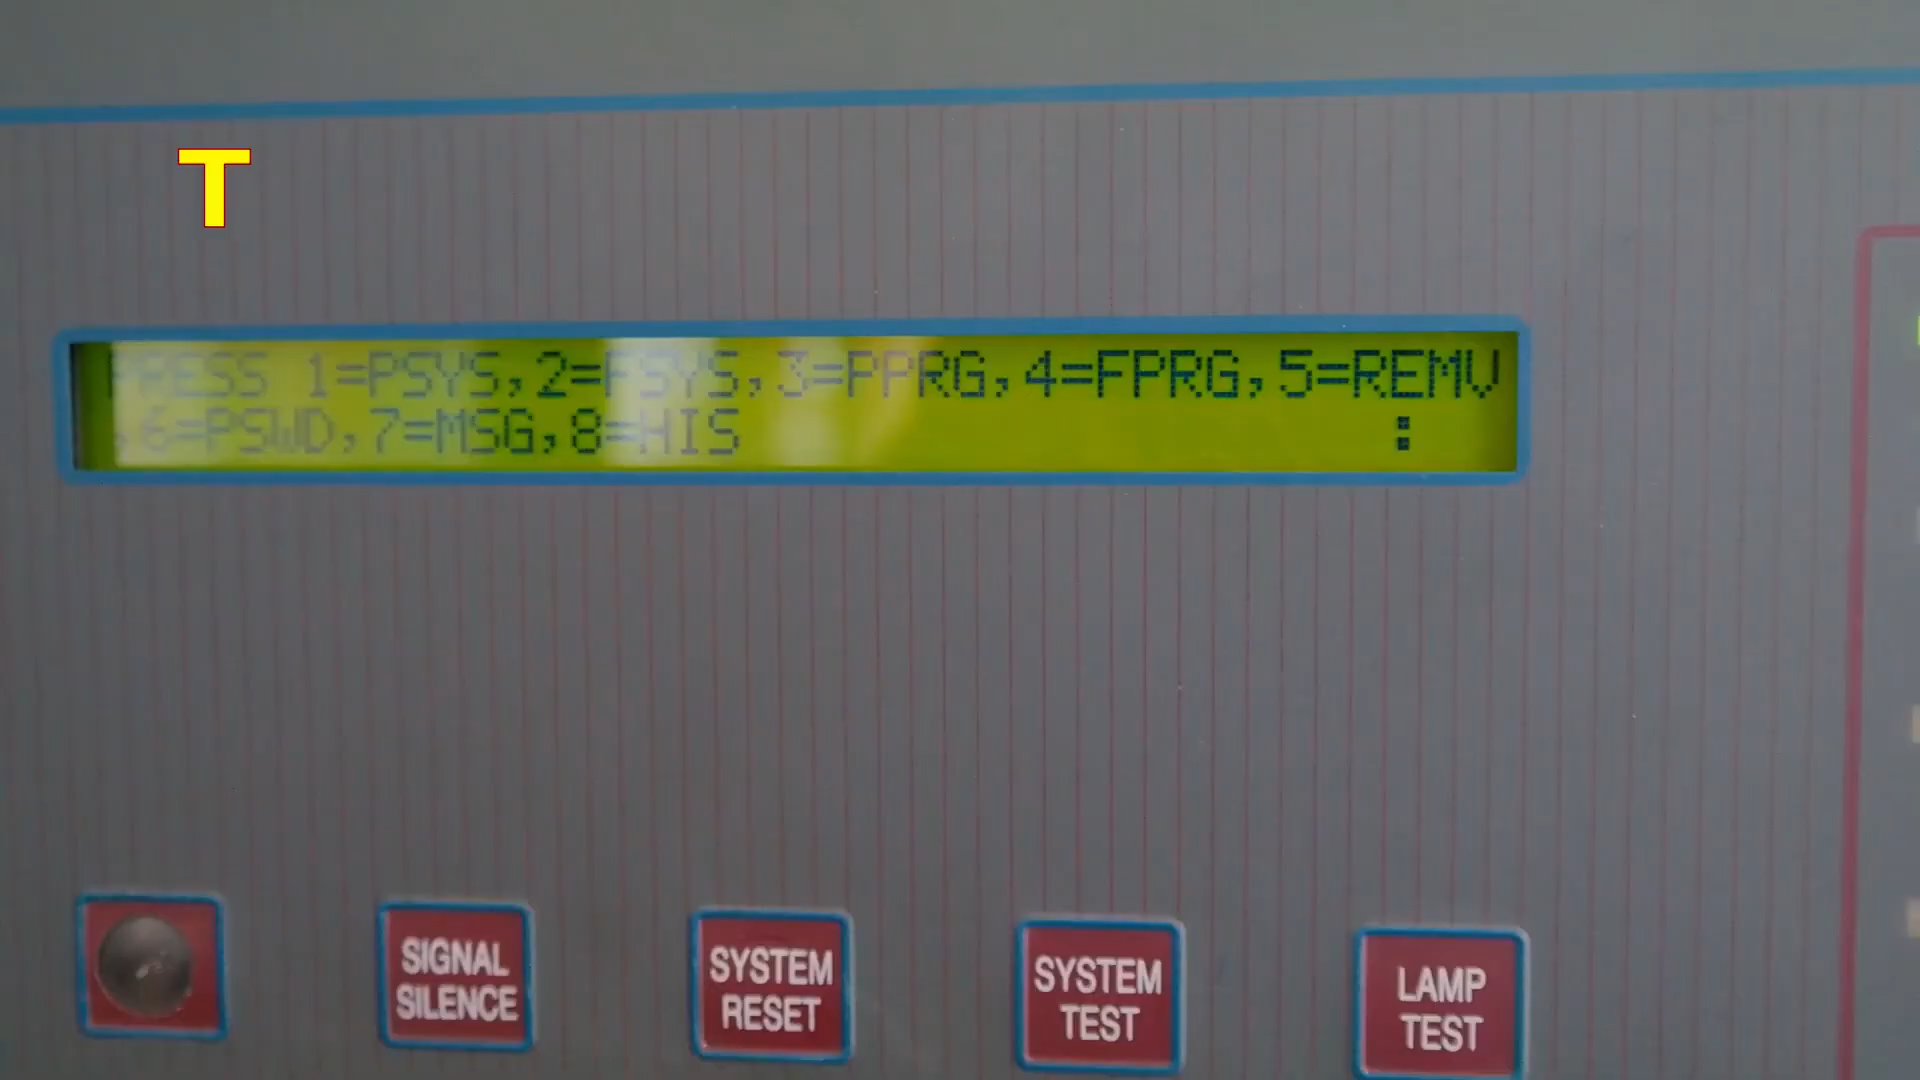 T
PRESS 1=PSYS,2=FSYS,3=PPRG,4=FPRG,5=REMV
,6=PSWD,7=MSG,8=HIS :
SIGNAL
SILENCE
SYSTEM
RESET
SYSTEM
TEST
LAMP
TEST